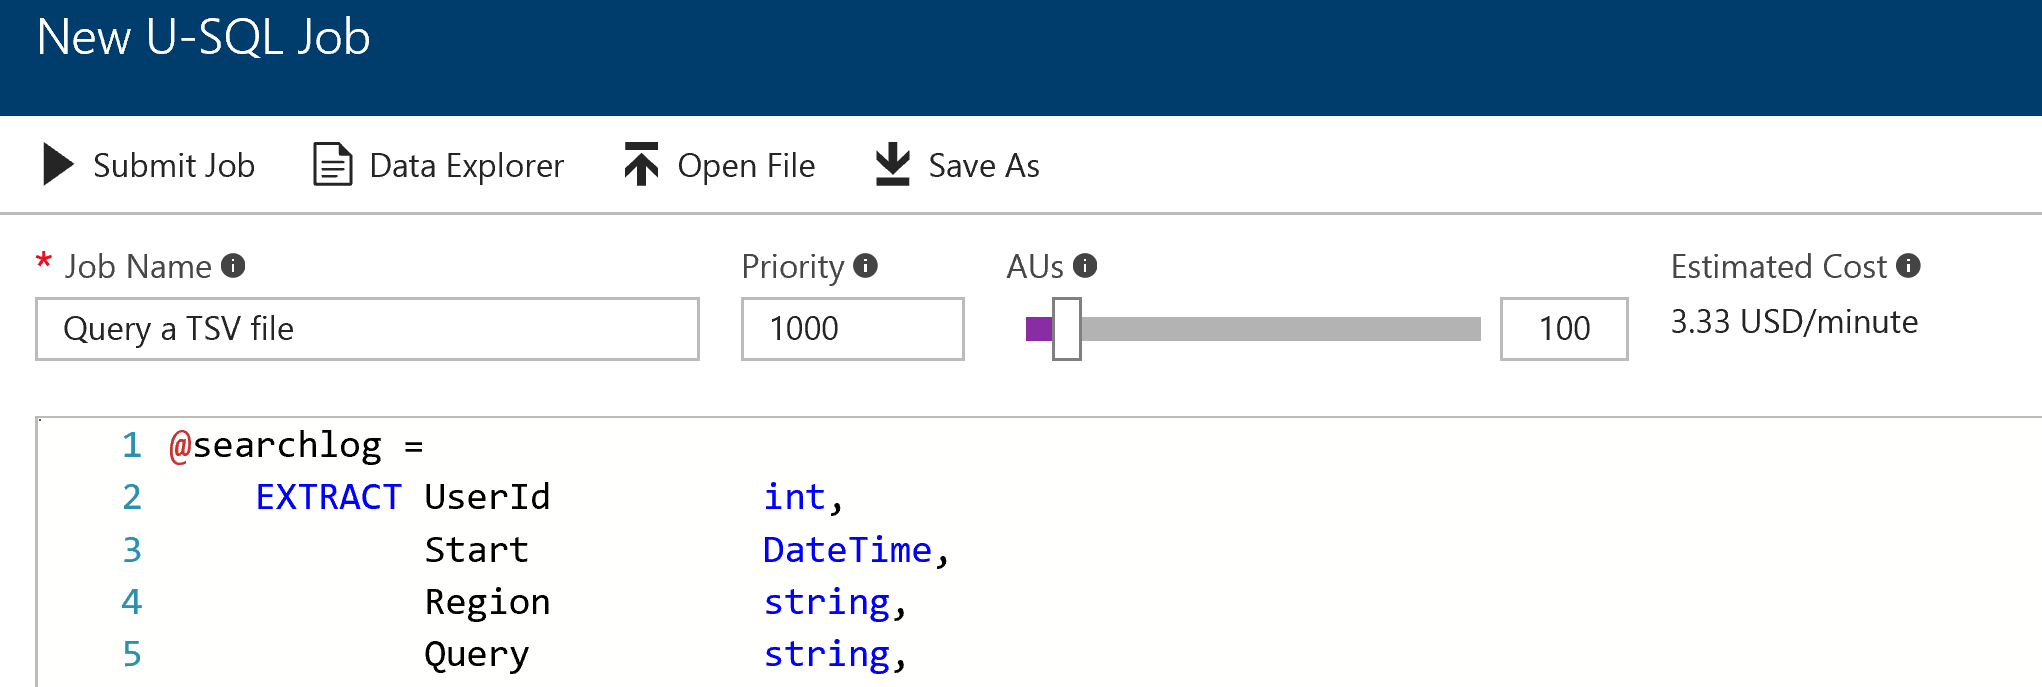 New U-SQL Job
Submit Job Data Explorer Open File Save As
* Job Name Priority AUs Estimated Cost
Query a TSV file 1000 100 3.33 USD/minute
1 @searchlog =
2 EXTRACT UserId int,
3 Start DateTime,
4 Region string,
5 Query string,